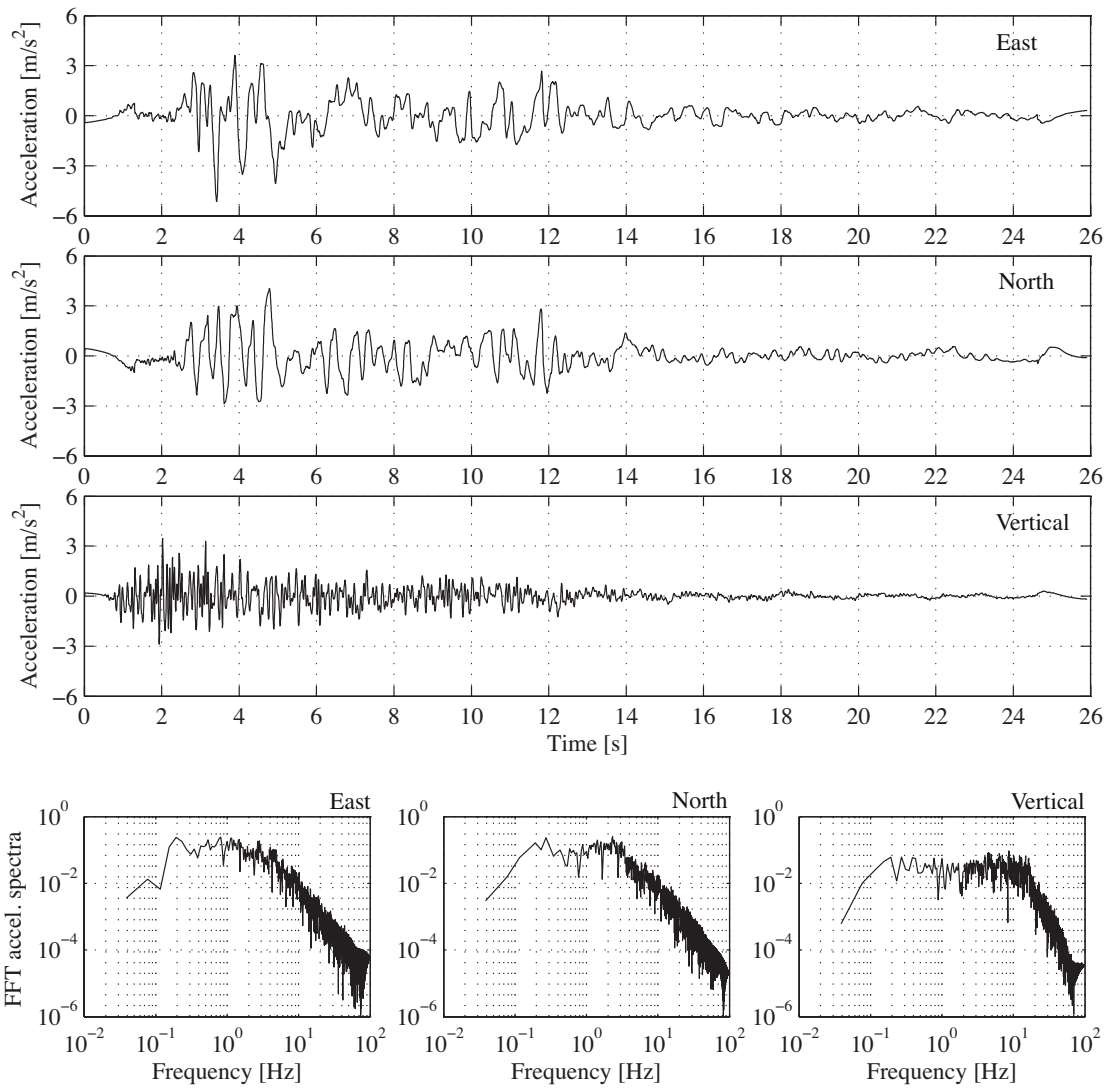 6
3
0
−3
−6
Acceleration [m/s²]
East
0 2 4 6 8 10 12 14 16 18 20 22 24 26
6
3
0
−3
−6
Acceleration [m/s²]
North
0 2 4 6 8 10 12 14 16 18 20 22 24 26
6
3
0
−3
−6
Acceleration [m/s²]
Vertical
0 2 4 6 8 10 12 14 16 18 20 22 24 26
Time [s]
East
10⁰
10⁻²
10⁻⁴
10⁻⁶
FFT accel. spectra
10⁻² 10⁻¹ 10⁰ 10¹ 10²
Frequency [Hz]
North
10⁰
10⁻²
10⁻⁴
10⁻⁶
10⁻² 10⁻¹ 10⁰ 10¹ 10²
Frequency [Hz]
Vertical
10⁰
10⁻²
10⁻⁴
10⁻⁶
10⁻² 10⁻¹ 10⁰ 10¹ 10²
Frequency [Hz]